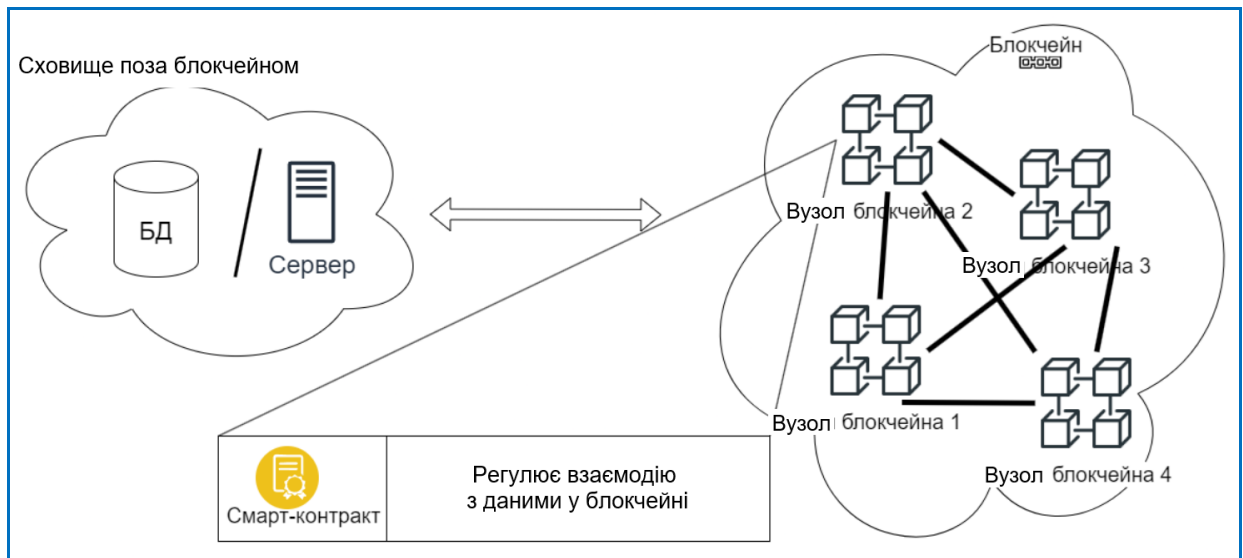 Блокчейн
Сховище поза блокчейном
БД
Сервер
Вузол блокчейна 2
Вузол блокчейна 3
Вузол блокчейна 1
Вузол блокчейна 4
Смарт-контракт
Регулює взаємодію
з даними у блокчейні